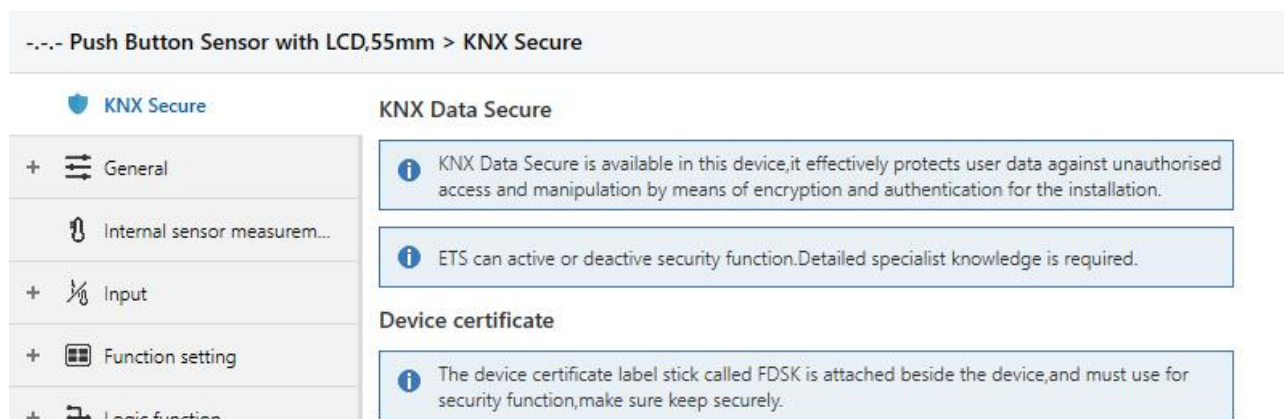 -.-.- Push Button Sensor with LCD,55mm > KNX Secure
KNX Secure
General
Internal sensor measurem...
Input
Function setting
Logic function
KNX Data Secure
KNX Data Secure is available in this device,it effectively protects user data against unauthorised
access and manipulation by means of encryption and authentication for the installation.
ETS can active or deactive security function.Detailed specialist knowledge is required.
Device certificate
The device certificate label stick called FDSK is attached beside the device,and must use for
security function,make sure keep securely.